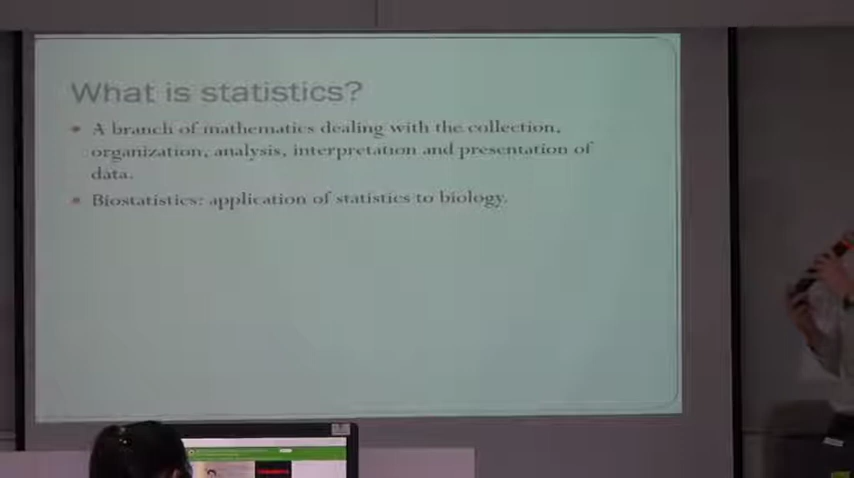 What is statistics?
A branch of mathematics dealing with the collection,
organization, analysis, interpretation and presentation of
data.
Biostatistics: application of statistics to biology.